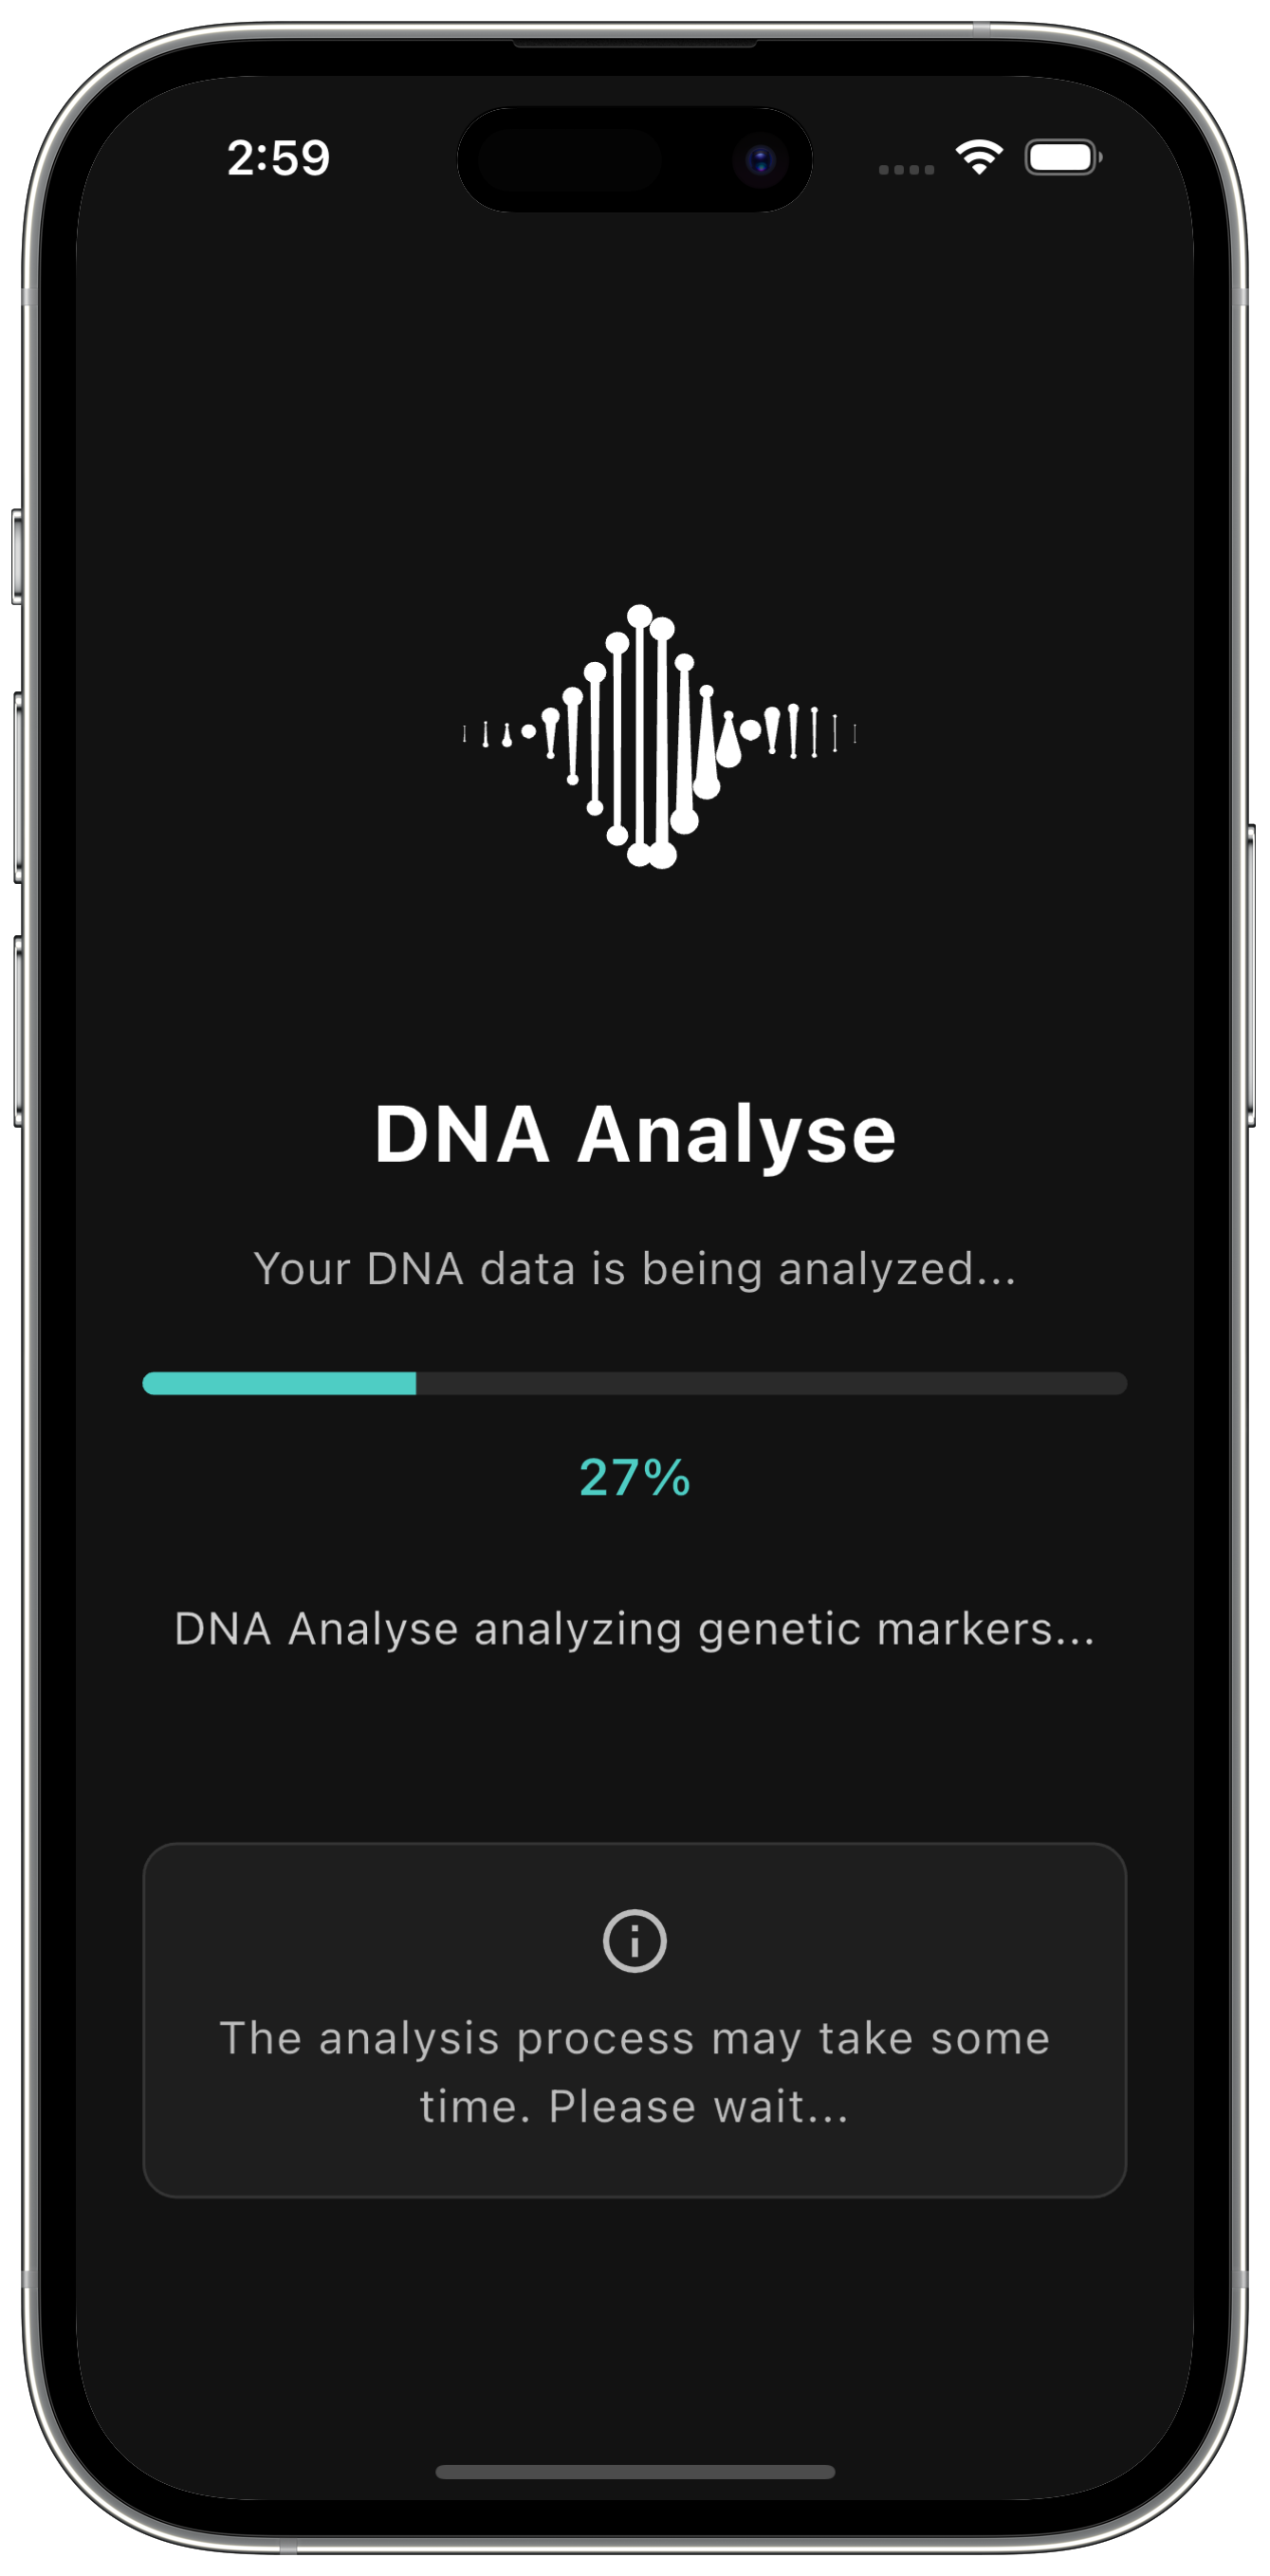 2:59
DNA Analyse
Your DNA data is being analyzed...
27%
DNA Analyse analyzing genetic markers...
The analysis process may take some
time. Please wait...